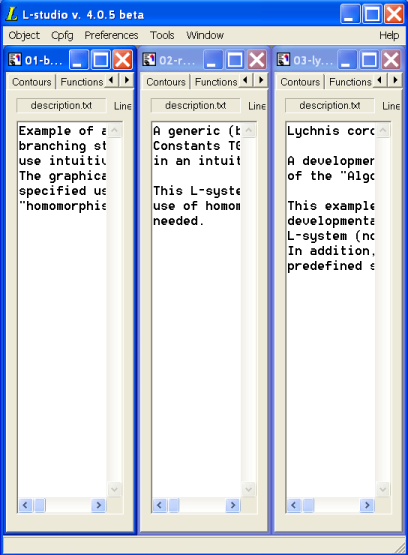 L-studio v. 4.0.5 beta
Object Cpfg Preferences Tools Window Help
01-b...
Contours Functions
description.txt Line
Example of a
branching st
use intuitiv
The graphica
specified us
"homomorphis
02-r...
Contours Functions
description.txt Line
A generic (b
Constants T0
in an intuit
This L-syste
use of homom
needed.
03-ly...
Contours Functions
description.txt Line
Lychnis coro
A developmen
of the "Algo
This example
developmenta
L-system (no
In addition,
predefined s